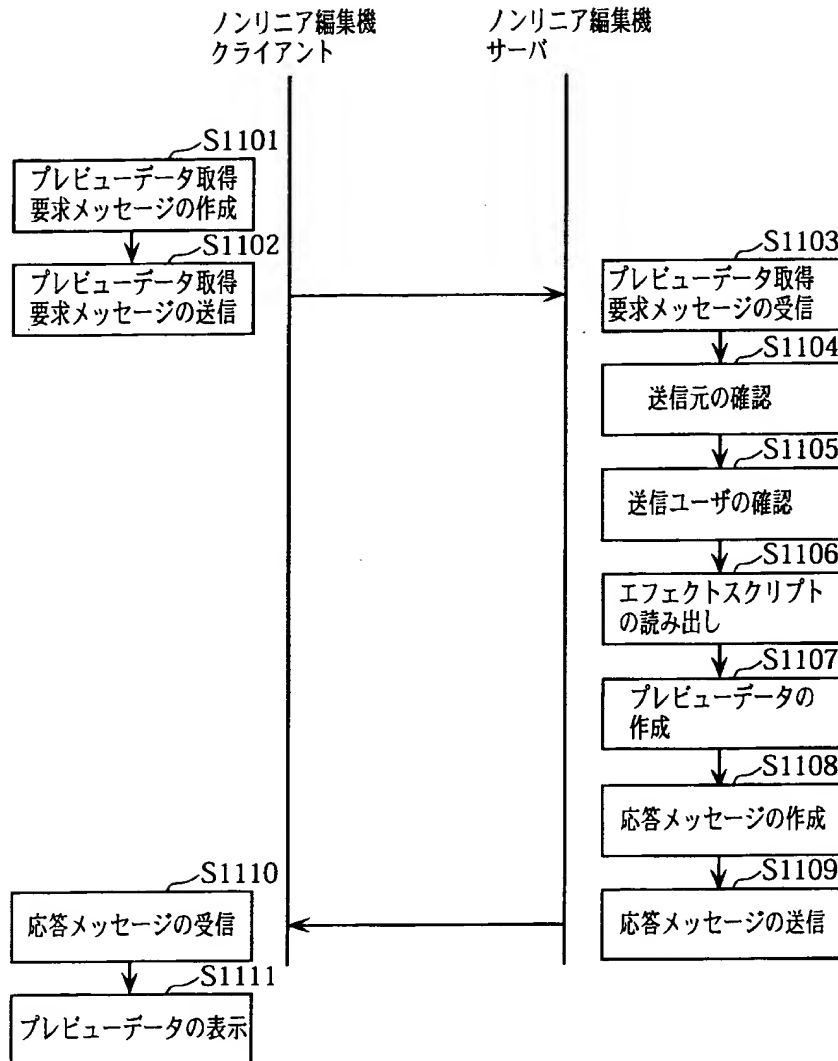 ノンリニア編集機
クライアント
ノンリニア編集機
サーバ
S1101
プレビューデータ取得
要求メッセージの作成
S1102
プレビューデータ取得
要求メッセージの送信
S1103
プレビューデータ取得
要求メッセージの受信
S1104
送信元の確認
S1105
送信ユーザの確認
S1106
エフェクトスクリプト
の読み出し
S1107
プレビューデータの
作成
S1108
応答メッセージの作成
S1109
応答メッセージの送信
S1110
応答メッセージの受信
S1111
プレビューデータの表示